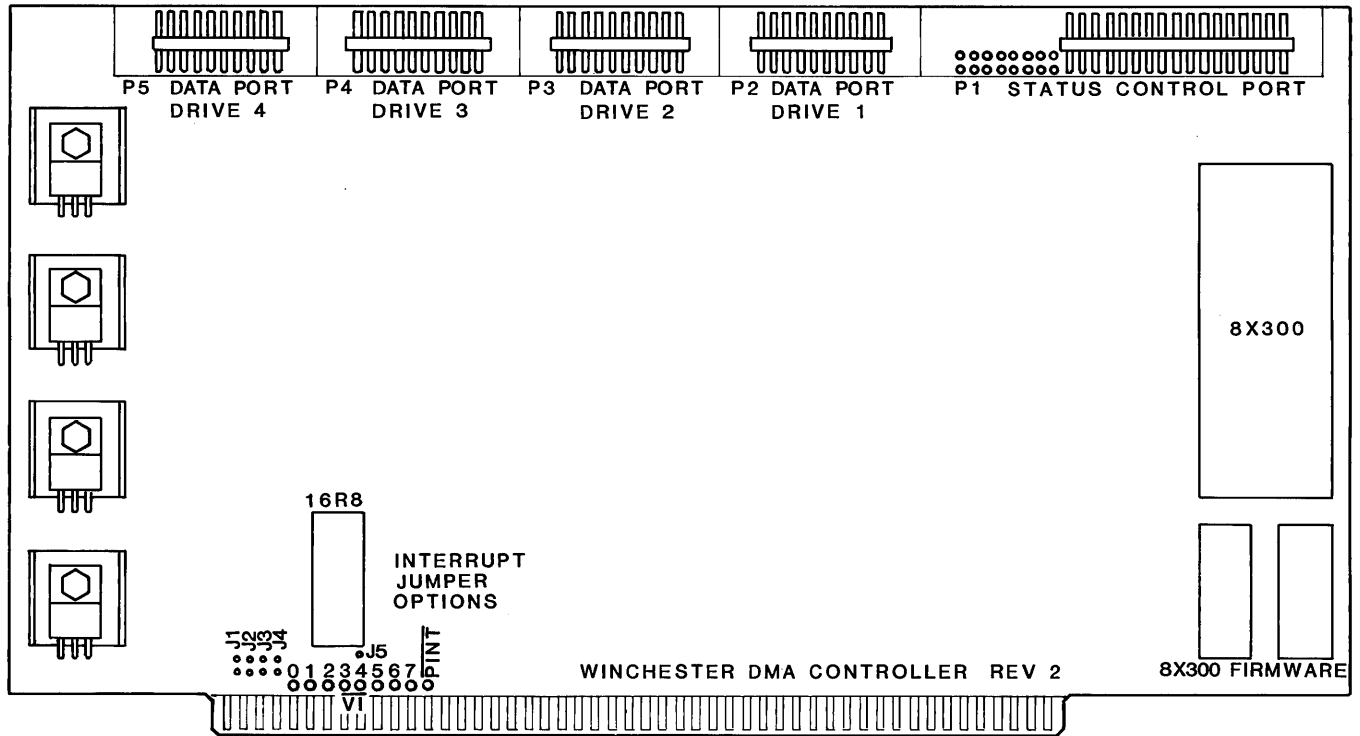 P5 DATA PORT
DRIVE 4
P4 DATA PORT
DRIVE 3
P3 DATA PORT
DRIVE 2
P2 DATA PORT
DRIVE 1
P1 STATUS CONTROL PORT
8X300
16R8
INTERRUPT
JUMPER
OPTIONS
J1
J2
J3
J4
J5
0 1 2 3 4 5 6 7
PINT
VI
WINCHESTER DMA CONTROLLER REV 2
8X300 FIRMWARE